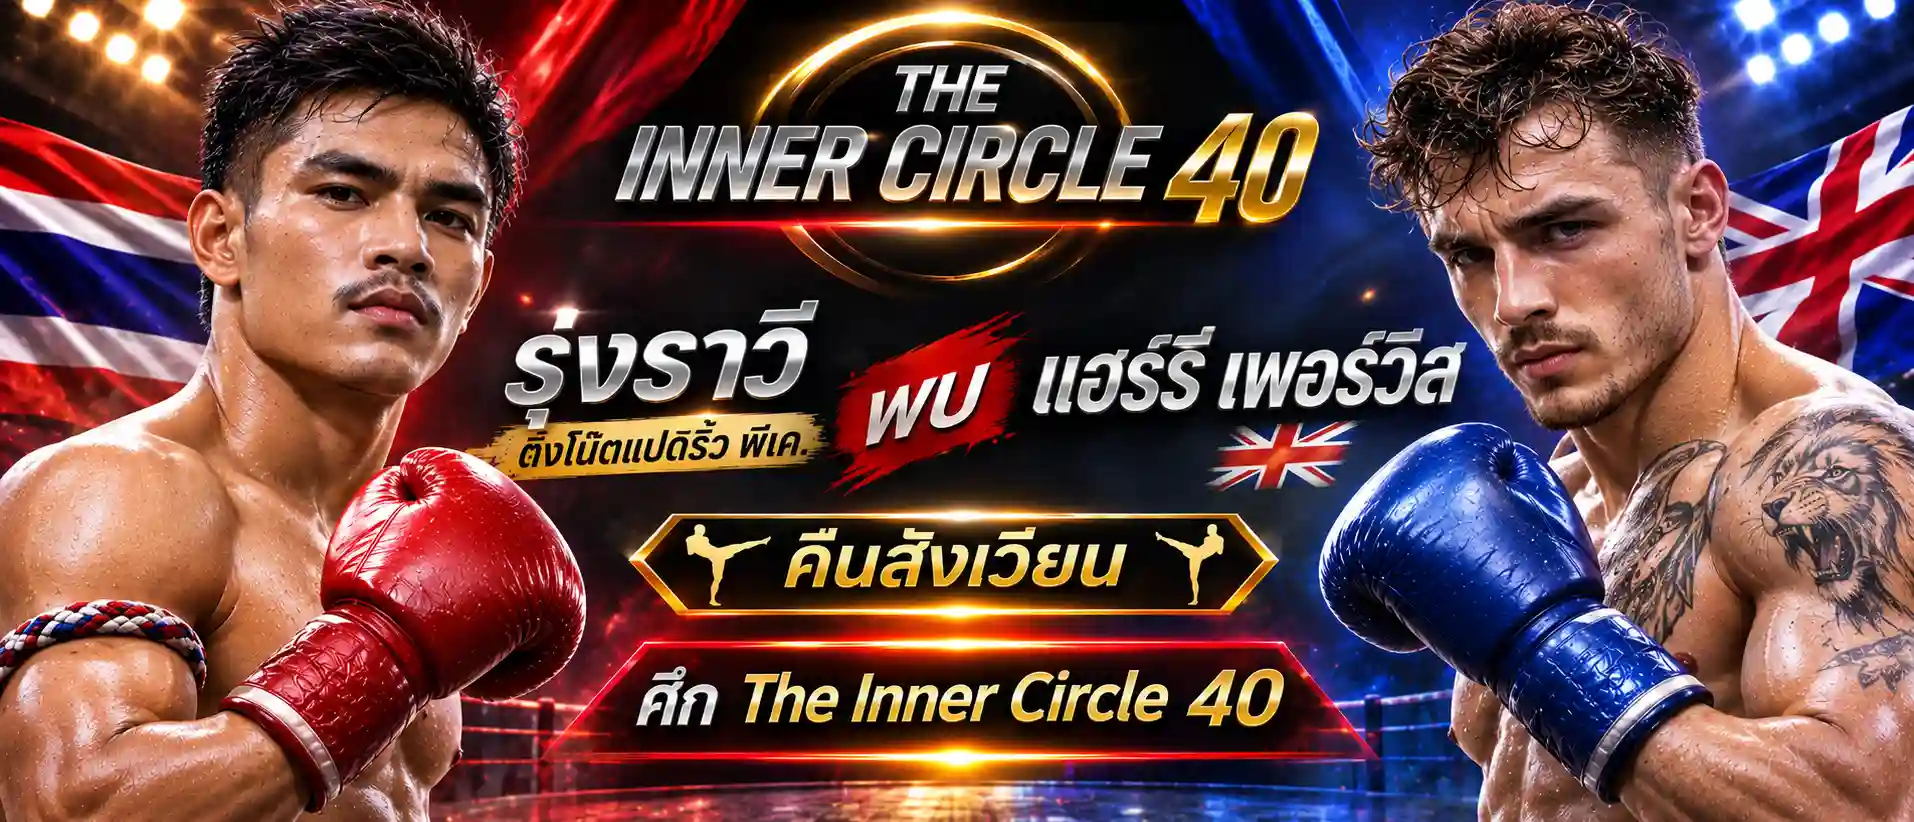 THE
INNER CIRCLE 40
รุ่งราวี พบ แฮร์รี่ เพอร์วีส
ติ๋งโน๊ตแปดริ้ว พีเค.
คืนสังเวียน
ศึก The Inner Circle 40